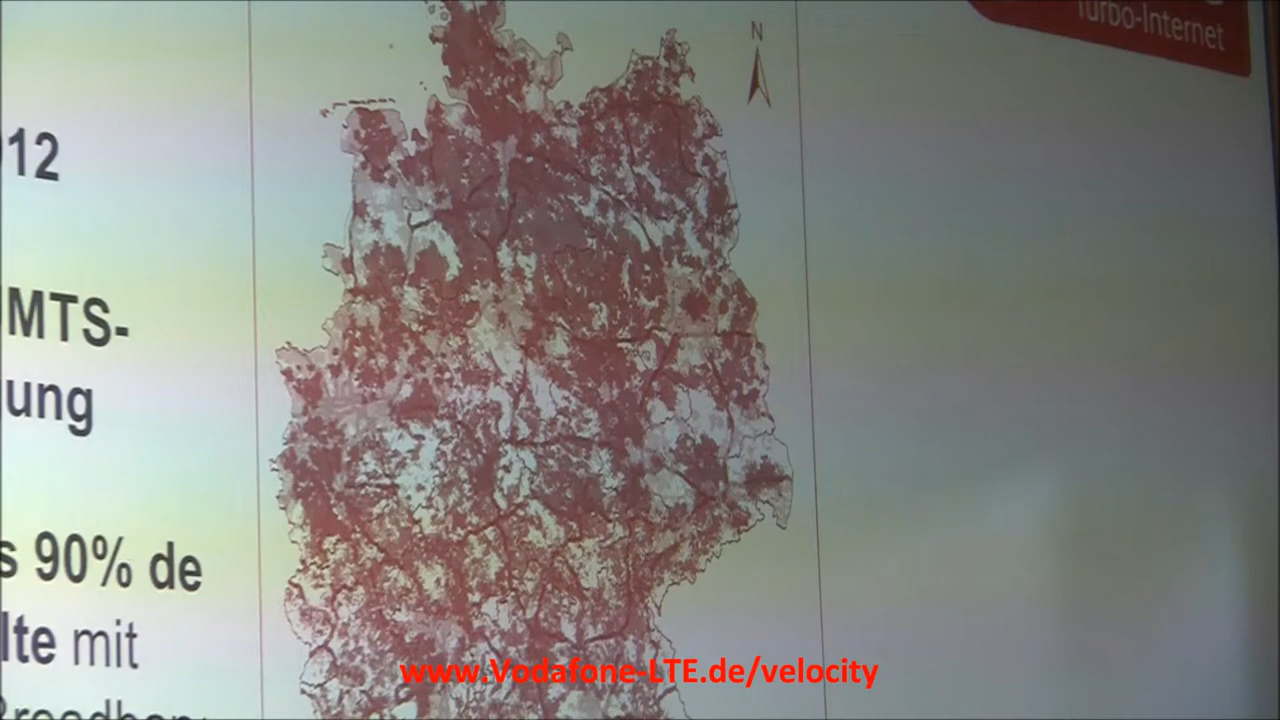 12
N
Turbo-Internet
MTS-
ung
s 90% de
lte mit
www.Vodafone-LTE.de/velocity